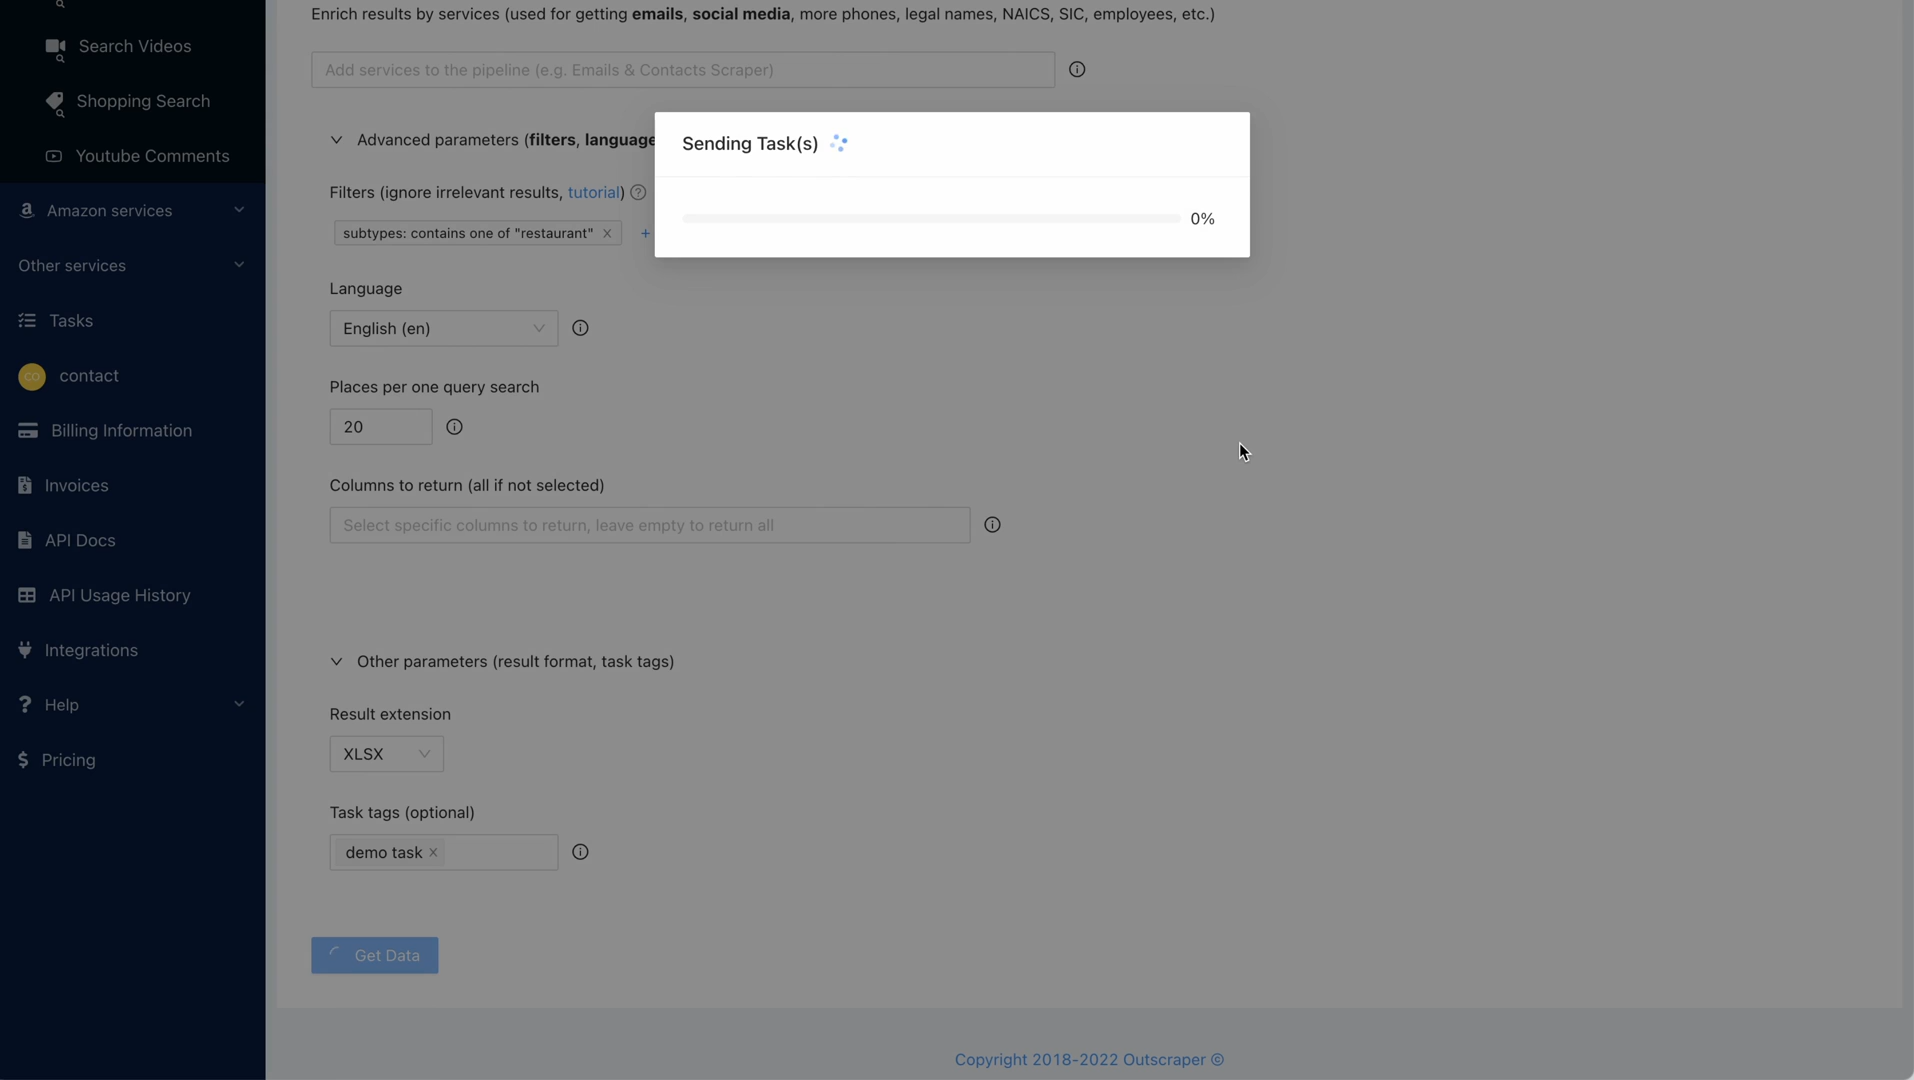 Enrich results by services (used for getting emails, social media, more phones, legal names, NAICS, SIC, employees, etc.)
Search Videos
Add services to the pipeline (e.g. Emails & Contacts Scraper)
Shopping Search
Sending Task(s)
Advanced parameters (filters, language
Youtube Comments
Filters (ignore irrelevant results, tutorial)
Amazon services
0%
subtypes: contains one of "restaurant" ×
+
Other services
Language
Tasks
English (en)
contact
CO
Places per one query search
20
Billing Information
Invoices
Columns to return (all if not selected)
Select specific columns to return, leave empty to return all
API Docs
API Usage History
Integrations
Other parameters (result format, task tags)
Help
Result extension
XLSX
Pricing
Task tags (optional)
demo task ×
Get Data
Copyright 2018-2022 Outscraper ©